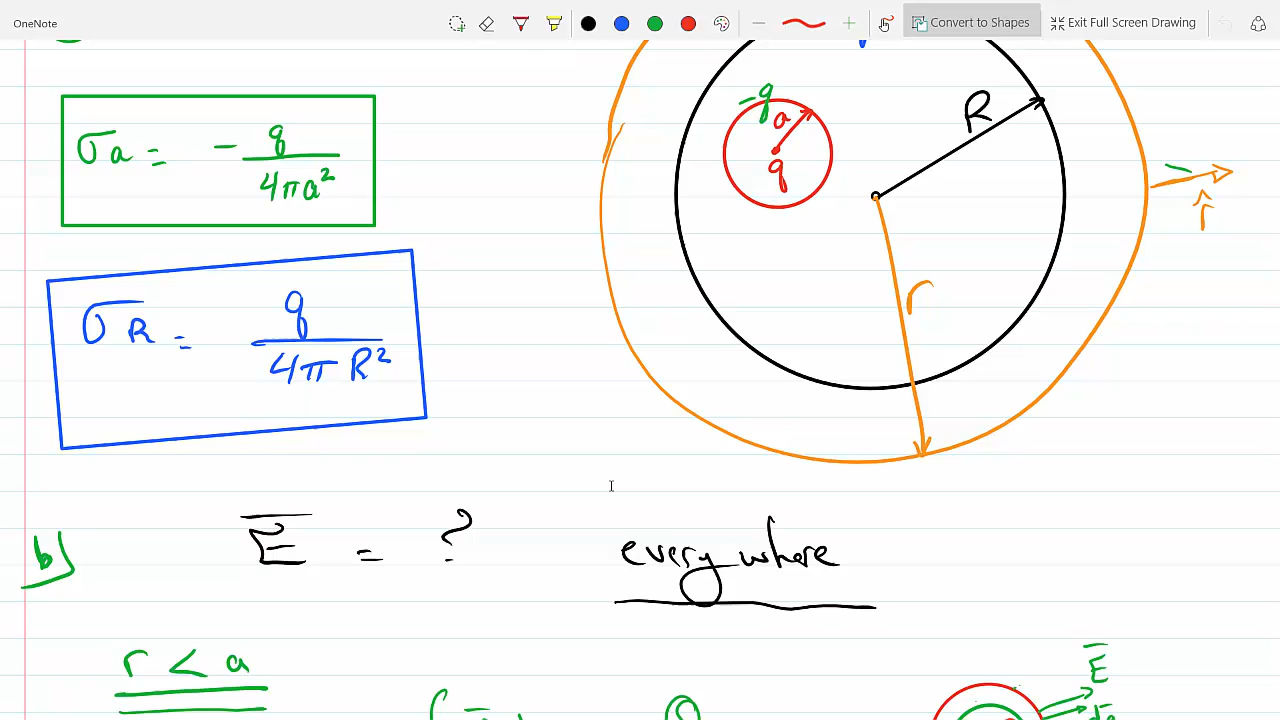 OneNote
Convert to Shapes
Exit Full Screen Drawing
σa = - q / 4πa²
-q
a
q
R
r̂
r
σR = q / 4πR²
b) E̅ = ? every where
r < a
E̅